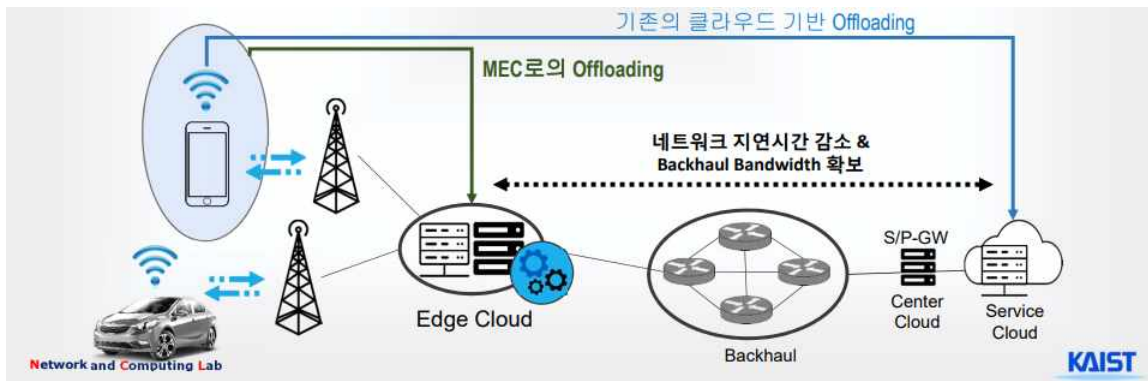 기존의 클라우드 기반 Offloading
MEC로의 Offloading
네트워크 지연시간 감소 &
Backhaul Bandwidth 확보
S/P-GW
Edge Cloud
Center
Cloud
Service
Cloud
Backhaul
Network and Computing Lab
KAIST